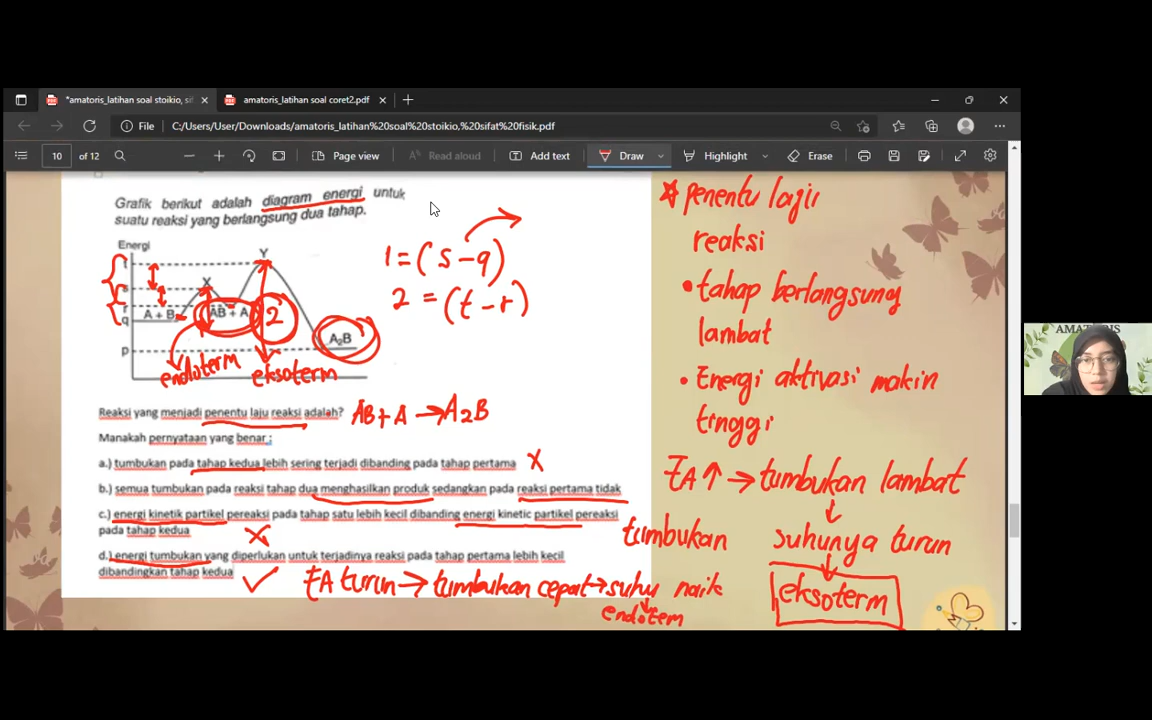 *amatoris_latihan soal stoikio, sif
amatoris_latihan soal coret2.pdf
File
C:/Users/User/Downloads/amatoris_latihan%20soal%20stoikio,%20sifat%20fisik.pdf
10 of 12
Page view
Read aloud
Add text
Draw
Highlight
Erase
Grafik berikut adalah diagram energi untuk
suatu reaksi yang berlangsung dua tahap.
Energi
Y
t
X
s
r
q
A + B
AB + A
2
p
A₂B
endoterm
eksoterm
1 = (s - q)
2 = (t - r)
Reaksi yang menjadi penentu laju reaksi adalah? AB + A → A₂B
Manakah pernyataan yang benar :
a.) tumbukan pada tahap kedua lebih sering terjadi dibanding pada tahap pertama X
b.) semua tumbukan pada reaksi tahap dua menghasilkan produk sedangkan pada reaksi pertama tidak
c.) energi kinetik partikel pereaksi pada tahap satu lebih kecil dibanding energi kinetic partikel pereaksi
pada tahap kedua X
d.) energi tumbukan yang diperlukan untuk terjadinya reaksi pada tahap pertama lebih kecil
dibandingkan tahap kedua ✓
EA turun → tumbukan cepat → suhu naik
endotem
penentu laju
reaksi
• tahap berlangsung
lambat
• Energi aktivasi makin
tinggi
EA ↑ → tumbukan lambat
↓
tumbukan
suhunya turun
↓
eksoterm